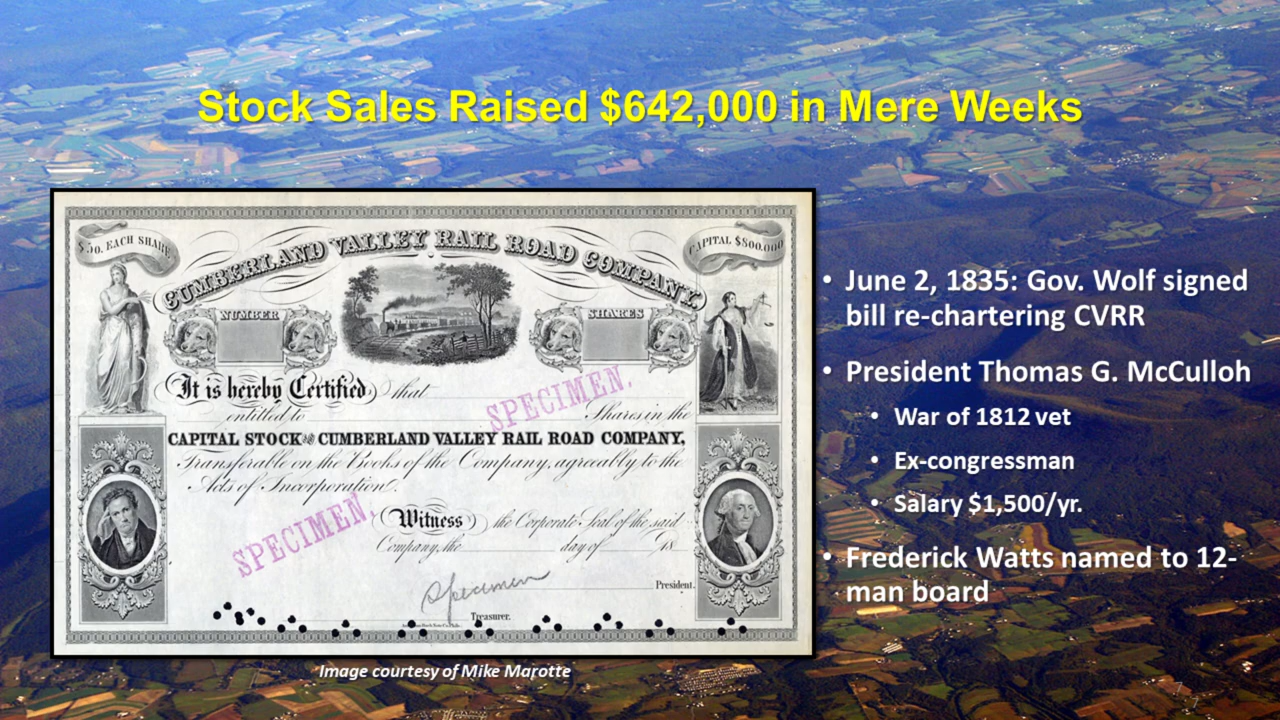 Stock Sales Raised $642,000 in Mere Weeks
$50. EACH SHARE
CAPITAL $800,000
CUMBERLAND VALLEY RAIL ROAD COMPANY.
NUMBER
SHARES
It is hereby Certified that
entitled to Shares in the
CAPITAL STOCK OF THE CUMBERLAND VALLEY RAIL ROAD COMPANY,
Transferable on the Books of the Company, agreeably to the
Acts of Incorporation.
Witness the Corporate Seal of the said
Company, the day of 18
SPECIMEN.
SPECIMEN.
Specimen
President.
Treasurer.
Image courtesy of Mike Marotte
• June 2, 1835: Gov. Wolf signed
bill re-chartering CVRR
• President Thomas G. McCulloh
• War of 1812 vet
• Ex-congressman
• Salary $1,500/yr.
• Frederick Watts named to 12-
man board
7